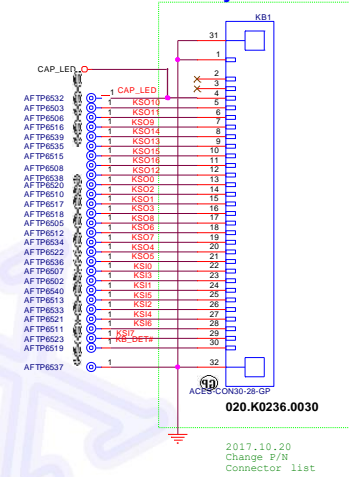 KB1
31
1
CAP_LED
2
3
AFTP6532 1 CAP_LED 4
AFTP6503 1 KSO10 5
AFTP6506 1 KSO11 6
AFTP6516 1 KSO9 7
AFTP6539 1 KSO14 8
AFTP6535 1 KSO13 9
AFTP6515 1 KSO15 10
1 KSO16 11
AFTP6508 1 KSO12 12
AFTP6538 1 KSO0 13
AFTP6520 1 KSO2 14
AFTP6510 1 KSO1 15
AFTP6517 1 KSO3 16
AFTP6518 1 KSO8 17
AFTP6505 1 KSO6 18
AFTP6512 1 KSO7 19
AFTP6534 1 KSO4 20
AFTP6522 1 KSO5 21
AFTP6536 1 KSI0 22
AFTP6507 1 KSI3 23
AFTP6502 1 KSI1 24
AFTP6540 1 KSI5 25
AFTP6513 1 KSI2 26
AFTP6533 1 KSI4 27
AFTP6521 1 KSI6 28
AFTP6511 1 KSI7 29
AFTP6523 1 KB_DET# 30
AFTP6519 1
AFTP6537 1 32
ACES-CON30-28-GP
020.K0236.0030
2017.10.20
Change P/N
Connector list